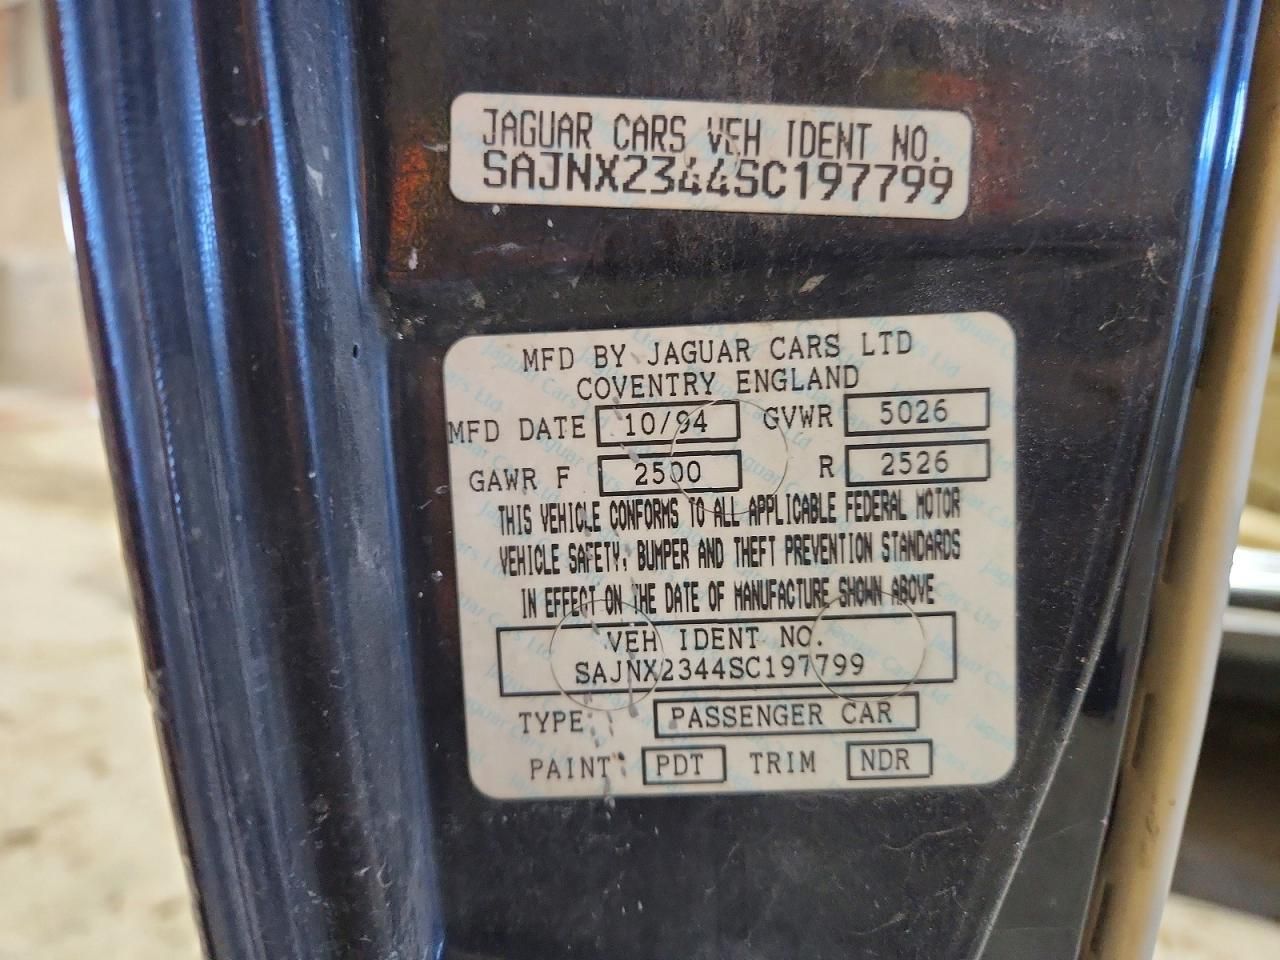 JAGUAR CARS VEH IDENT NO.
SAJNX2344SC197799
MFD BY JAGUAR CARS LTD
COVENTRY ENGLAND
MFD DATE 10/94 GVWR 5026
GAWR F 2500 R 2526
THIS VEHICLE CONFORMS TO ALL APPLICABLE FEDERAL MOTOR
VEHICLE SAFETY, BUMPER AND THEFT PREVENTION STANDARDS
IN EFFECT ON THE DATE OF MANUFACTURE SHOWN ABOVE
VEH IDENT NO.
SAJNX2344SC197799
TYPE: PASSENGER CAR
PAINT: PDT TRIM NDR